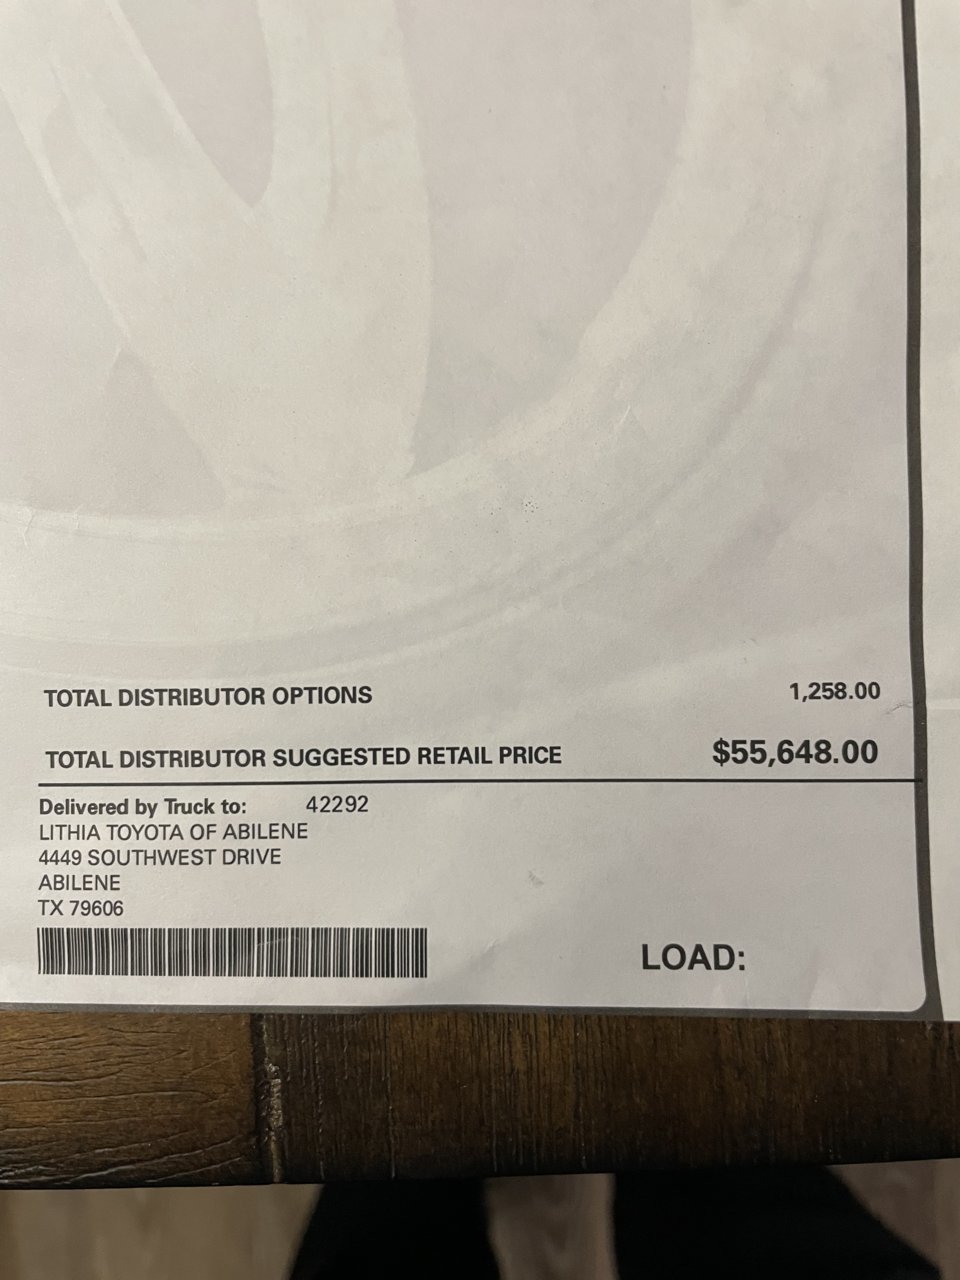 TOTAL DISTRIBUTOR OPTIONS 1,258.00
TOTAL DISTRIBUTOR SUGGESTED RETAIL PRICE $55,648.00
Delivered by Truck to: 42292
LITHIA TOYOTA OF ABILENE
4449 SOUTHWEST DRIVE
ABILENE
TX 79606
LOAD: